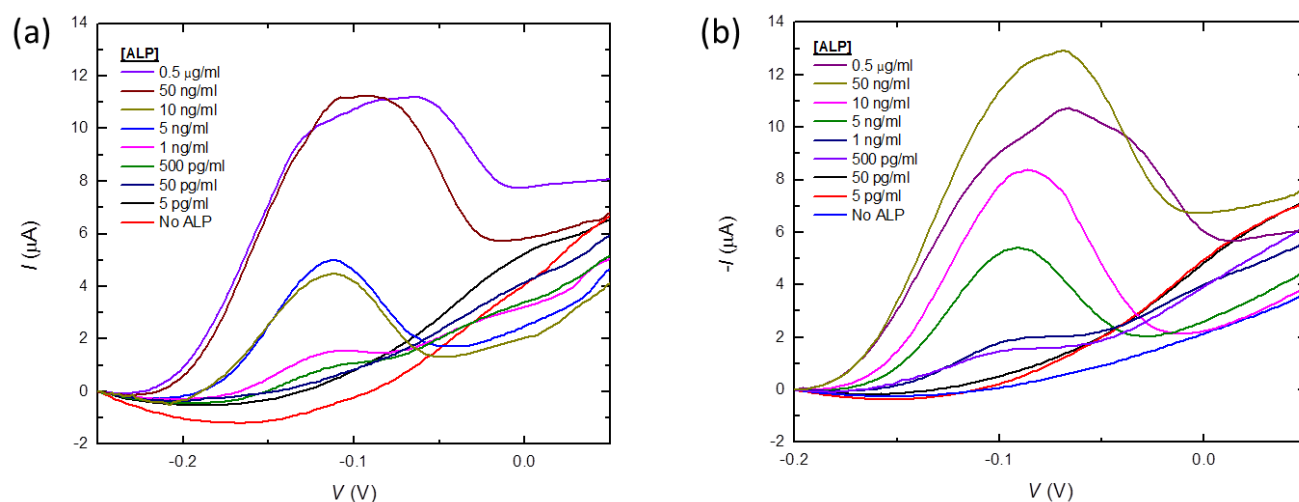 (a)
14
12
10
8
6
4
2
0
-2
I (μA)
[ALP]
0.5 μg/ml
50 ng/ml
10 ng/ml
5 ng/ml
1 ng/ml
500 pg/ml
50 pg/ml
5 pg/ml
No ALP
-0.2
-0.1
0.0
V (V)
(b)
14
12
10
8
6
4
2
0
-2
-I (μA)
[ALP]
0.5 μg/ml
50 ng/ml
10 ng/ml
5 ng/ml
1 ng/ml
500 pg/ml
50 pg/ml
5 pg/ml
No ALP
-0.2
-0.1
0.0
V (V)